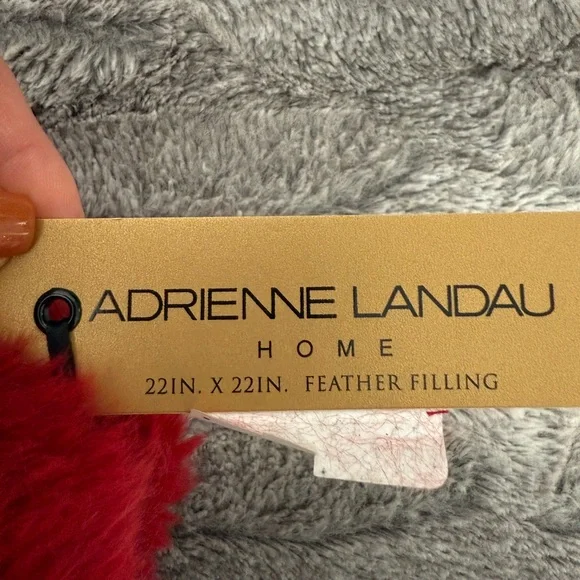 ADRIENNE LANDAU
HOME
22IN. X 22IN. FEATHER FILLING